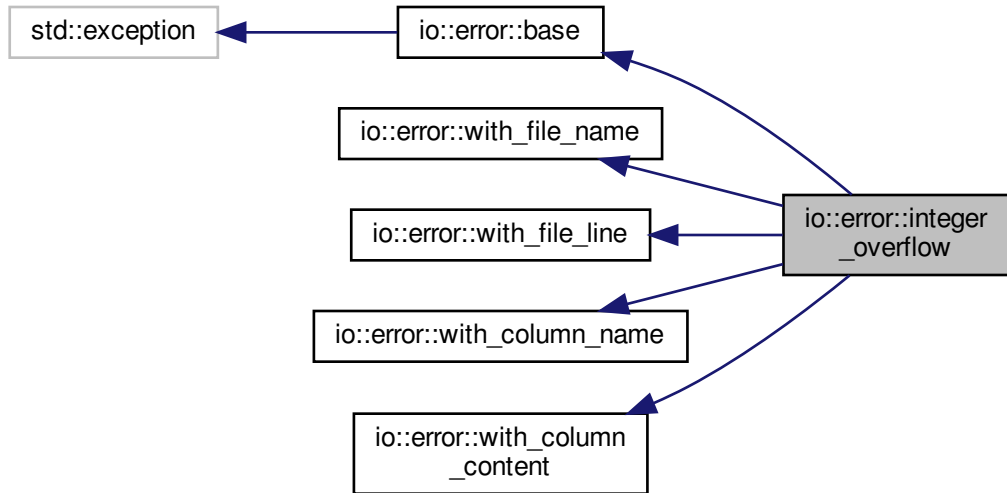 std::exception
io::error::base
io::error::with_file_name
io::error::with_file_line
io::error::with_column_name
io::error::with_column
_content
io::error::integer
_overflow